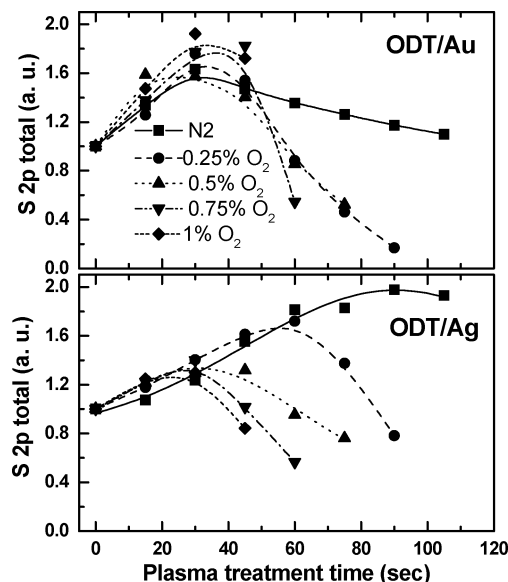 ODT/Au
S 2p total (a. u.)
2.0
1.6
1.2
0.8
0.4
0.0
N2
0.25% O₂
0.5% O₂
0.75% O₂
1% O₂
ODT/Ag
S 2p total (a. u.)
2.0
1.6
1.2
0.8
0.4
0.0
0 20 40 60 80 100 120
Plasma treatment time (sec)